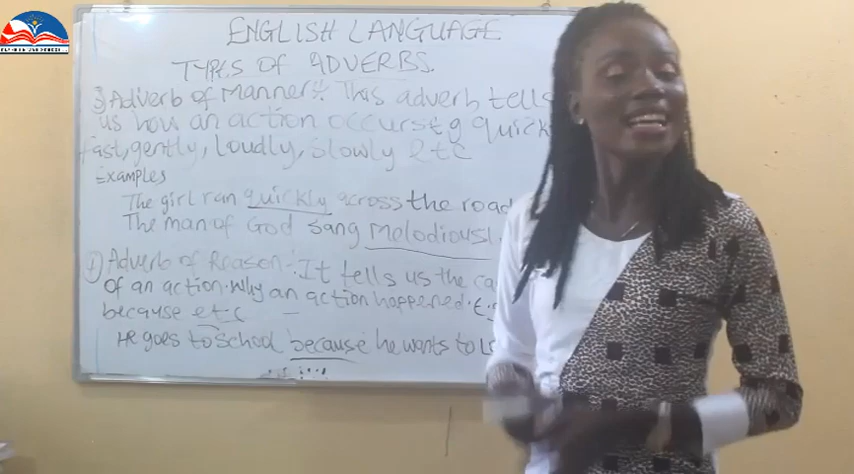 ENGLISH LANGUAGE
TYPES OF ADVERBS.
3) Adverb of Manner:- This adverb tells
us how an action occurs e.g quick
fast, gently, Loudly, Slowly etc
Examples
The girl ran quickly across the road
The man of God sang Melodiousl
Adverb of Reason:- It tells us the ca
of an action. Why an action happened. E.g
because etc
He goes to school because he wants to